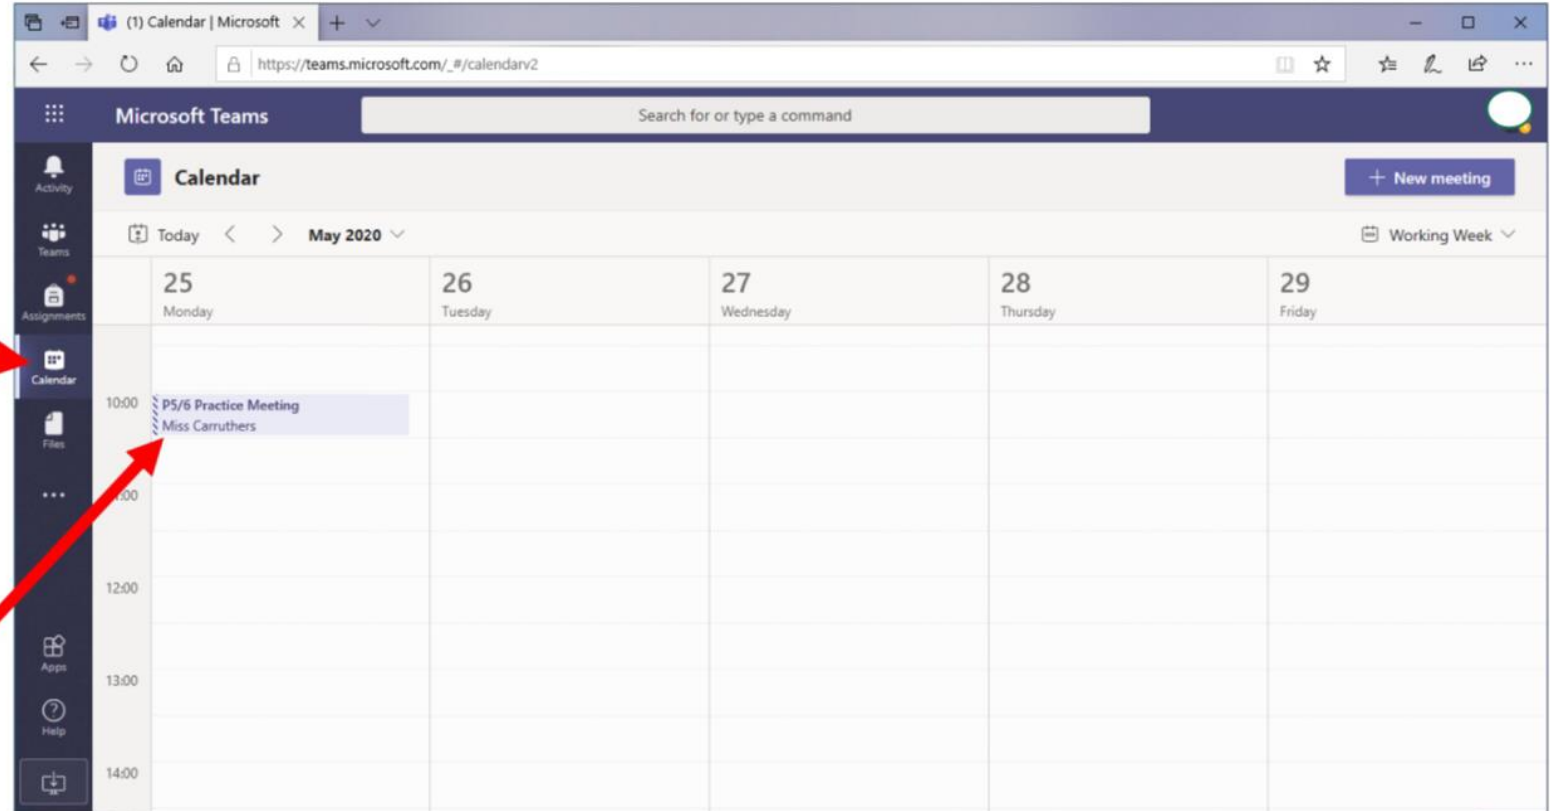 (1) Calendar | Microsoft
https://teams.microsoft.com/_#/calendarv2
Microsoft Teams
Search for or type a command
Activity
Calendar
+ New meeting
Teams
Today < > May 2020
Working Week
25 26 27 28 29
Monday Tuesday Wednesday Thursday Friday
Assignments
Calendar
10:00 P5/6 Practice Meeting
Miss Carruthers
Files
12:00
Apps
13:00
Help
14:00